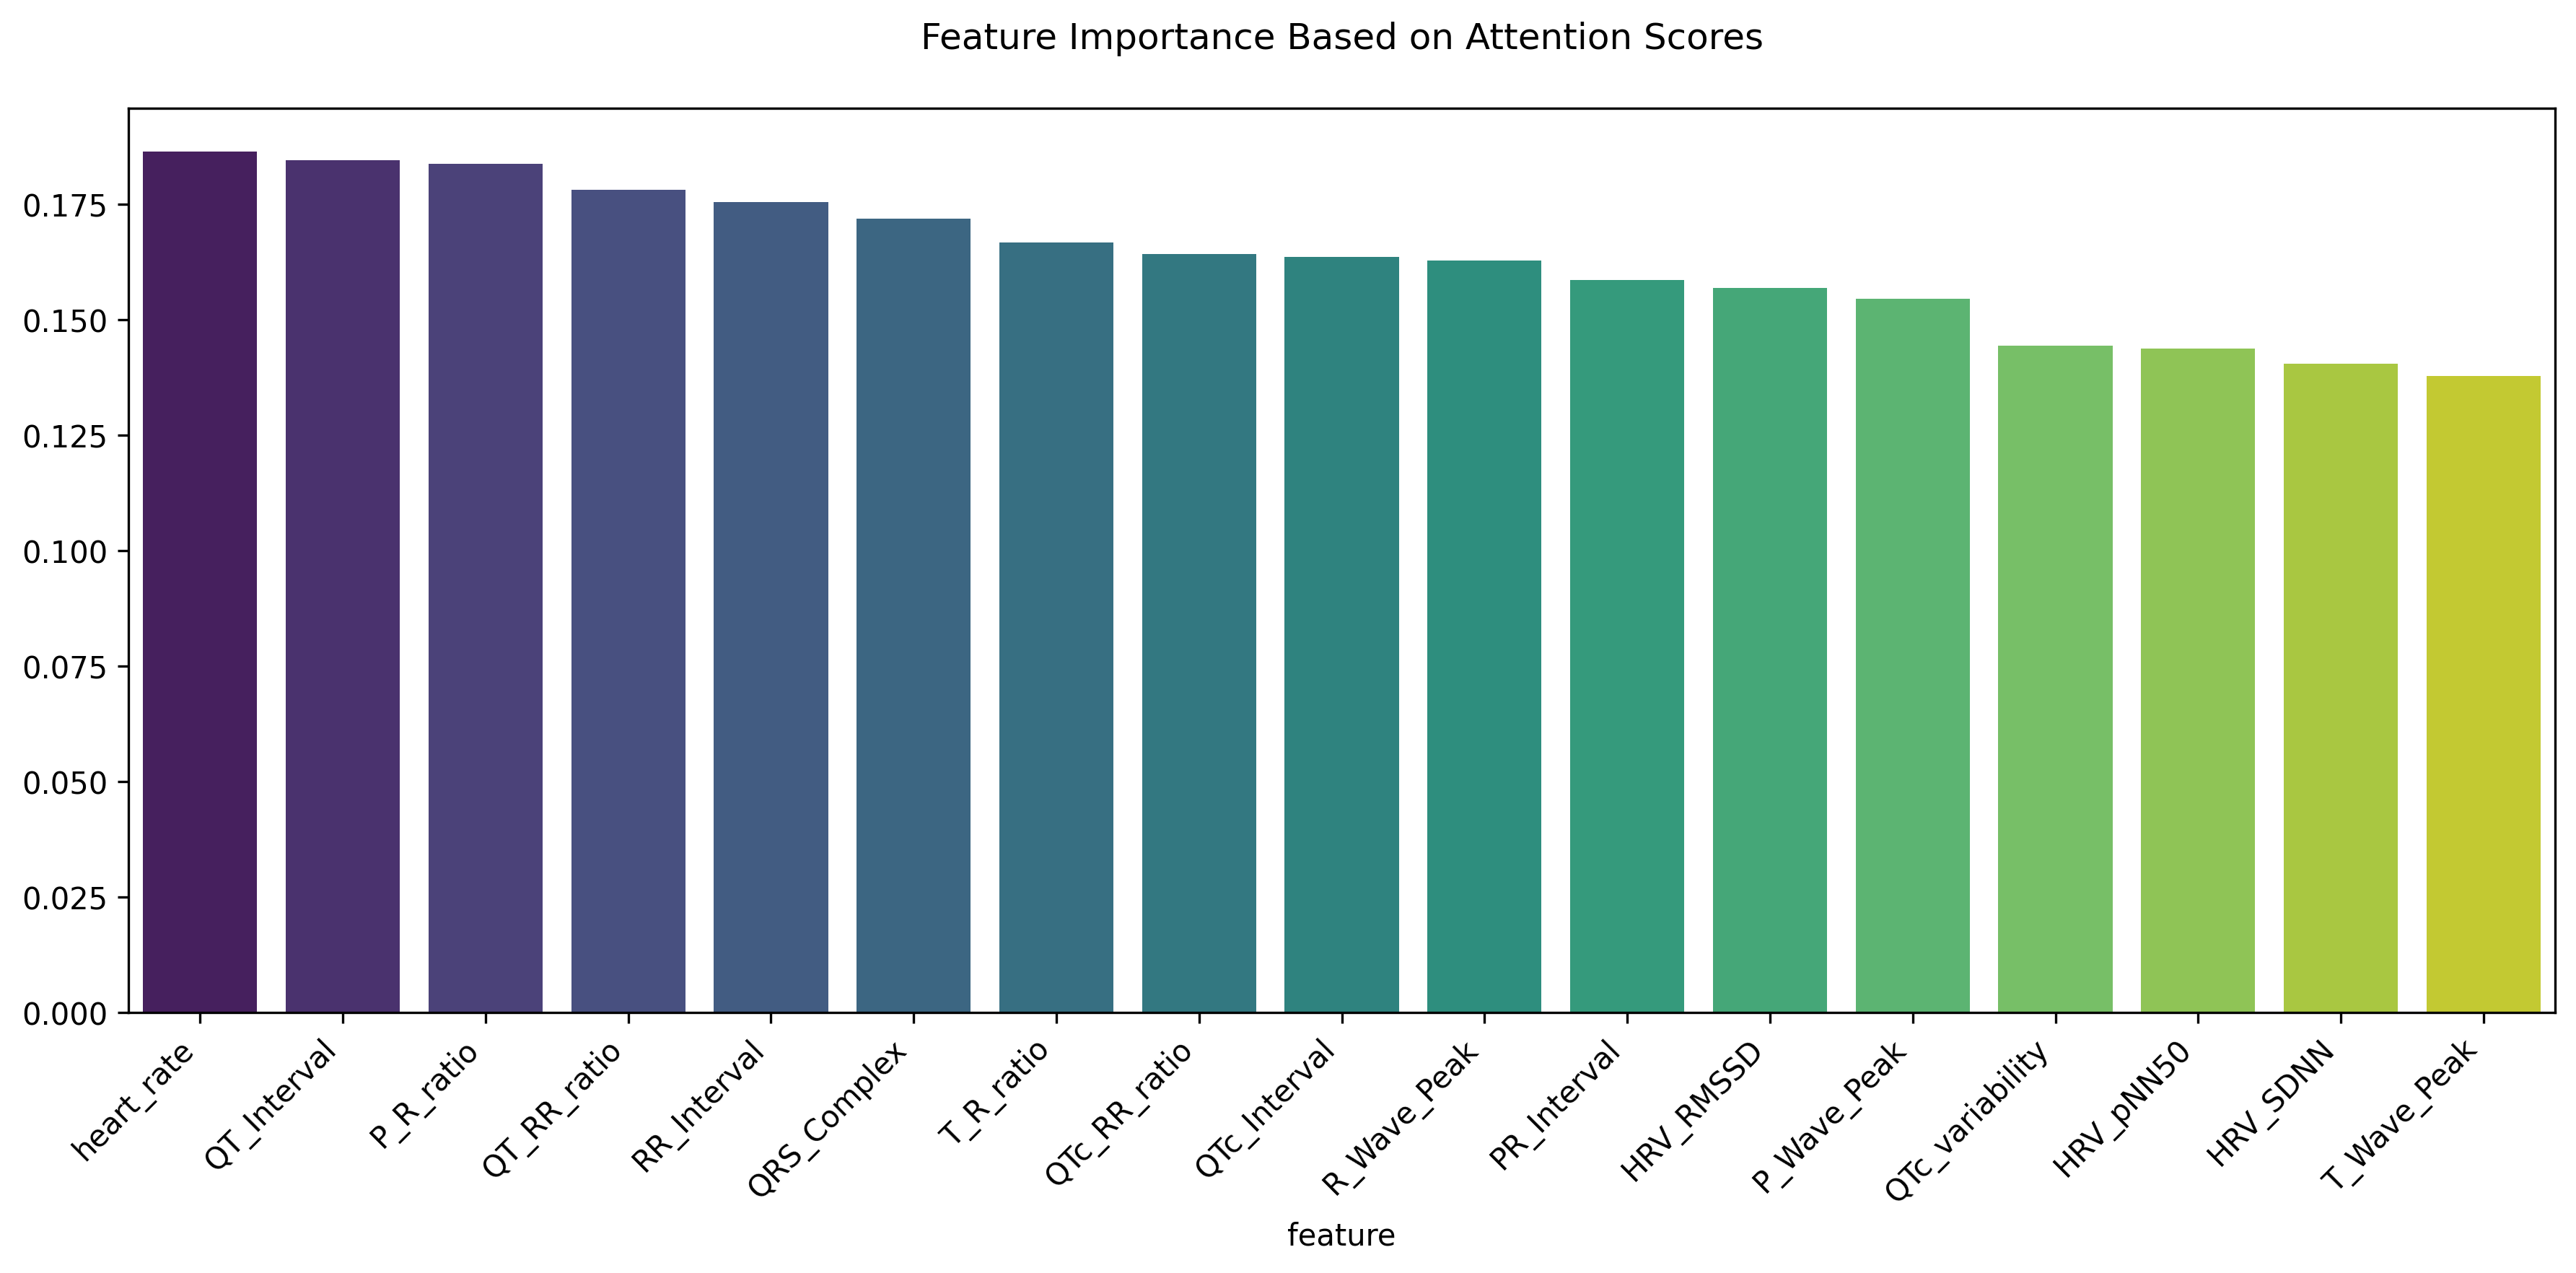 Feature Importance Based on Attention Scores
0.175
0.150
0.125
0.100
0.075
0.050
0.025
0.000
heart_rate
QT_Interval
P_R_ratio
QT_RR_ratio
RR_Interval
QRS_Complex
T_R_ratio
QTc_RR_ratio
QTc_Interval
R_Wave_Peak
PR_Interval
HRV_RMSSD
P_Wave_Peak
QTc_variability
HRV_pNN50
HRV_SDNN
T_Wave_Peak
feature